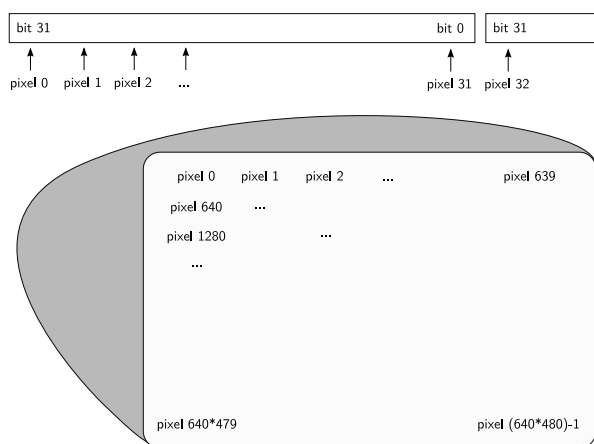 bit 31 bit 0 bit 31
pixel 0 pixel 1 pixel 2 ... pixel 31 pixel 32
pixel 0 pixel 1 pixel 2 ... pixel 639
pixel 640 ...
pixel 1280 ...
...
pixel 640*479 pixel (640*480)-1